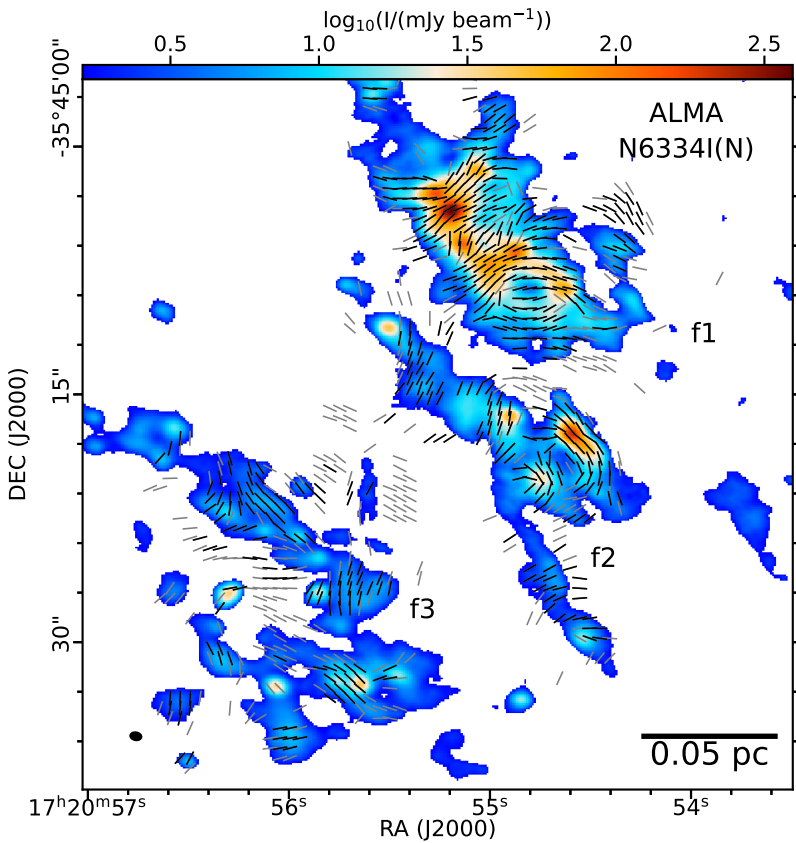 log₁₀(I/(mJy beam⁻¹))
0.5 1.0 1.5 2.0 2.5
ALMA
N6334I(N)
-35°45'00"
f1
15"
DEC (J2000)
f2
f3
30"
0.05 pc
17ʰ20ᵐ57ˢ 56ˢ 55ˢ 54ˢ
RA (J2000)